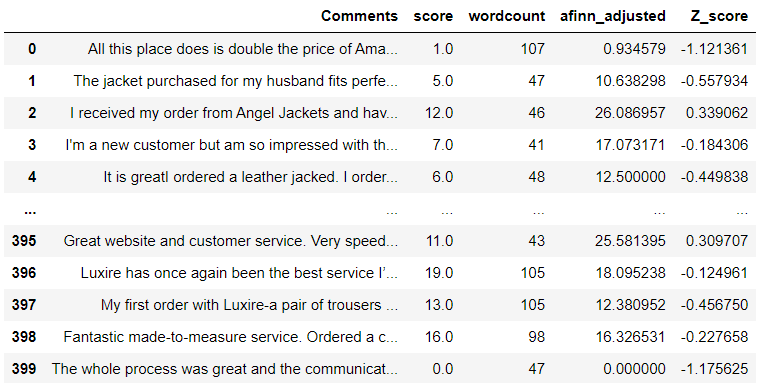 Comments score wordcount afinn_adjusted Z_score
0 All this place does is double the price of Ama... 1.0 107 0.934579 -1.121361
1 The jacket purchased for my husband fits perfe... 5.0 47 10.638298 -0.557934
2 I received my order from Angel Jackets and hav... 12.0 46 26.086957 0.339062
3 I'm a new customer but am so impressed with th... 7.0 41 17.073171 -0.184306
4 It is greatI ordered a leather jacked. I order... 6.0 48 12.500000 -0.449838
... ... ... ... ... ...
395 Great website and customer service. Very speed... 11.0 43 25.581395 0.309707
396 Luxire has once again been the best service I’... 19.0 105 18.095238 -0.124961
397 My first order with Luxire-a pair of trousers ... 13.0 105 12.380952 -0.456750
398 Fantastic made-to-measure service. Ordered a c... 16.0 98 16.326531 -0.227658
399 The whole process was great and the communicat... 0.0 47 0.000000 -1.175625